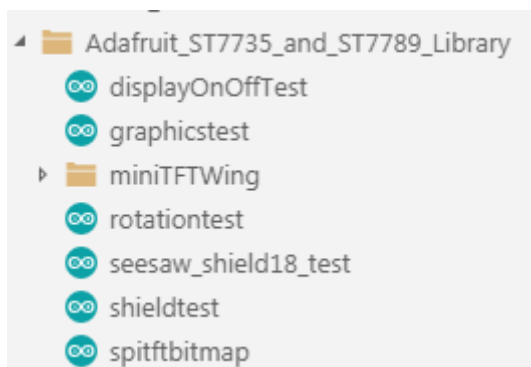 Adafruit_ST7735_and_ST7789_Library
displayOnOffTest
graphicstest
miniTFTWing
rotationtest
seesaw_shield18_test
shieldtest
spitftbitmap